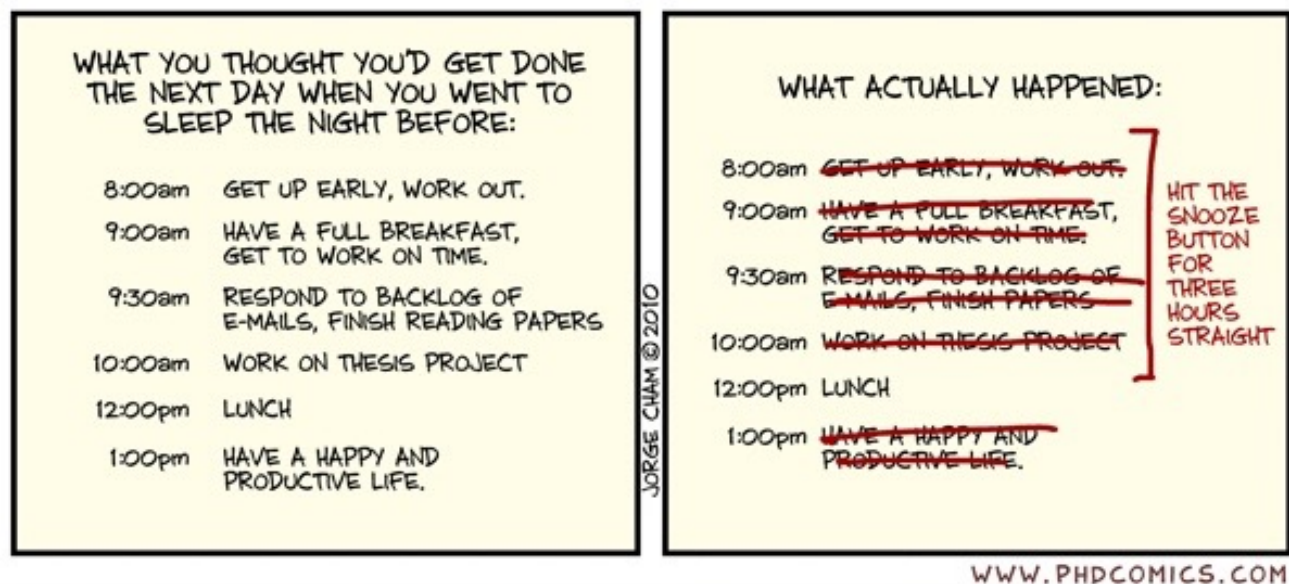 WHAT YOU THOUGHT YOU'D GET DONE
THE NEXT DAY WHEN YOU WENT TO
SLEEP THE NIGHT BEFORE:
8:00am GET UP EARLY, WORK OUT.
9:00am HAVE A FULL BREAKFAST,
GET TO WORK ON TIME.
9:30am RESPOND TO BACKLOG OF
E-MAILS, FINISH READING PAPERS
10:00am WORK ON THESIS PROJECT
12:00pm LUNCH
1:00pm HAVE A HAPPY AND
PRODUCTIVE LIFE.
JORGE CHAM © 2010
WHAT ACTUALLY HAPPENED:
8:00am GET UP EARLY, WORK OUT.
9:00am HAVE A FULL BREAKFAST,
GET TO WORK ON TIME.
9:30am RESPOND TO BACKLOG OF
E-MAILS, FINISH PAPERS
10:00am WORK ON THESIS PROJECT
12:00pm LUNCH
1:00pm HAVE A HAPPY AND
PRODUCTIVE LIFE.
HIT THE
SNOOZE
BUTTON
FOR
THREE
HOURS
STRAIGHT
WWW.PHDCOMICS.COM